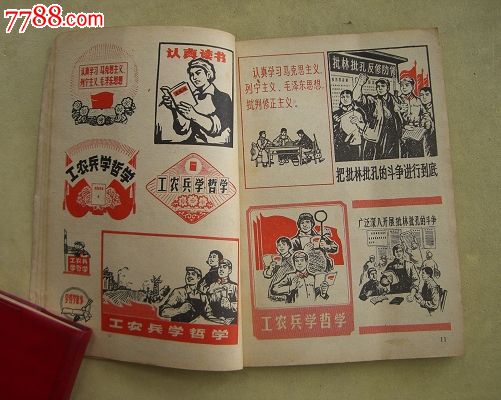 7788.com
认真学习马克思主义、
列宁主义、毛泽东思想
认真读书
工农兵学哲学
工农兵学哲学
工农兵
学哲学
工农兵学哲学
认真学习马克思主义、
列宁主义、毛泽东思想,
批判修正主义。
批林批孔 反修防修
把批林批孔的斗争进行到底
工农兵学哲学
广泛深入开展批林批孔的斗争
11